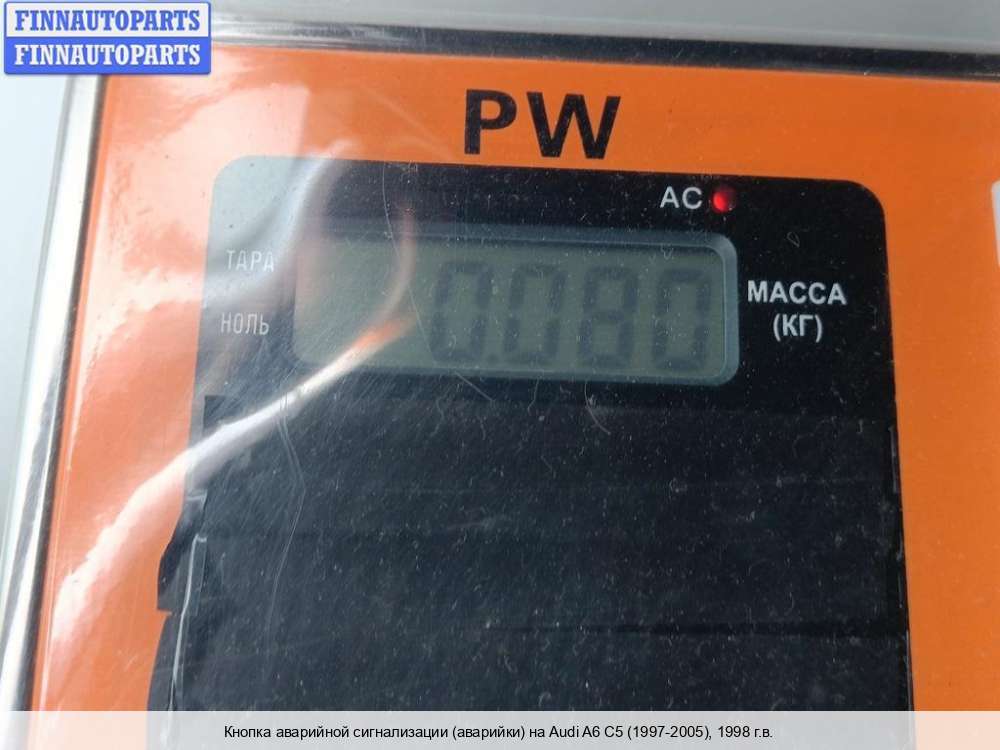 FINNAUTOPARTS
FINNAUTOPARTS
PW
AC
ТАРА
НОЛЬ
0.080
МАССА
(КГ)
Кнопка аварийной сигнализации (аварийки) на Audi A6 C5 (1997-2005), 1998 г.в.